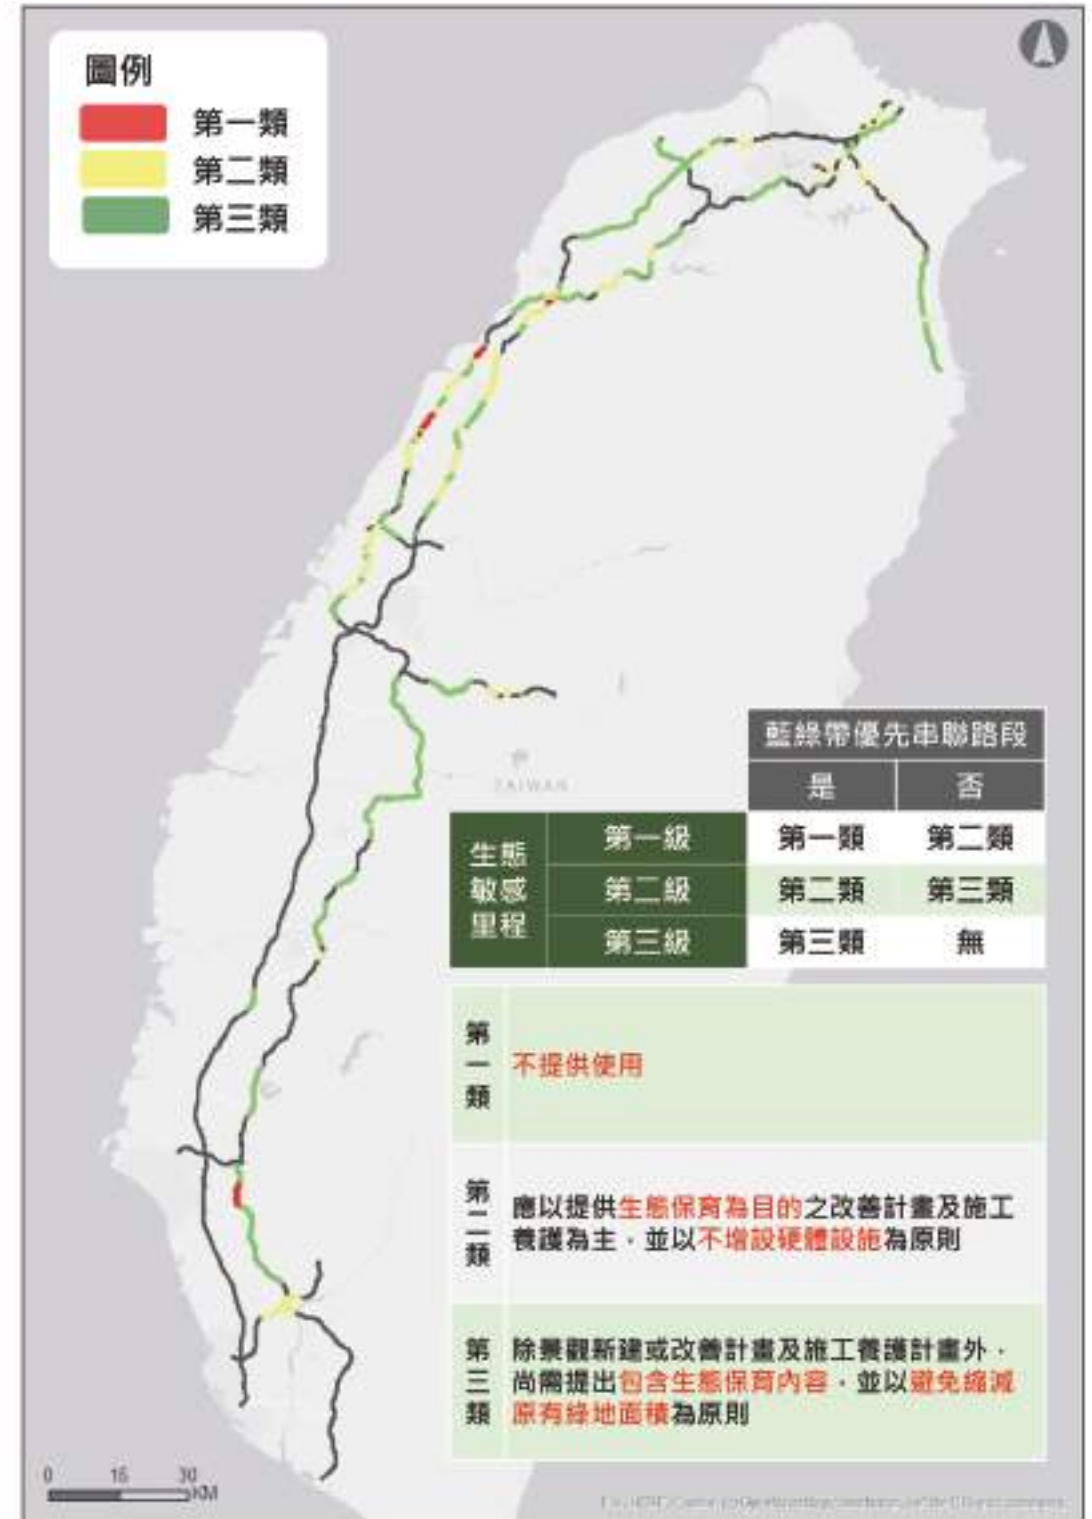 圖例
第一類
第二類
第三類
TAIWAN
藍綠帶優先串聯路段
是 否
生態敏感里程
第一級 第一類 第二類
第二級 第二類 第三類
第三級 第三類 無
第一類 不提供使用
第二類 應以提供生態保育為目的之改善計畫及施工
養護為主，並以不增設硬體設施為原則
第三類 除景觀新建或改善計畫及施工養護計畫外，
尚需提出包含生態保育內容，並以避免縮減
原有綠地面積為原則
0 15 30
KM